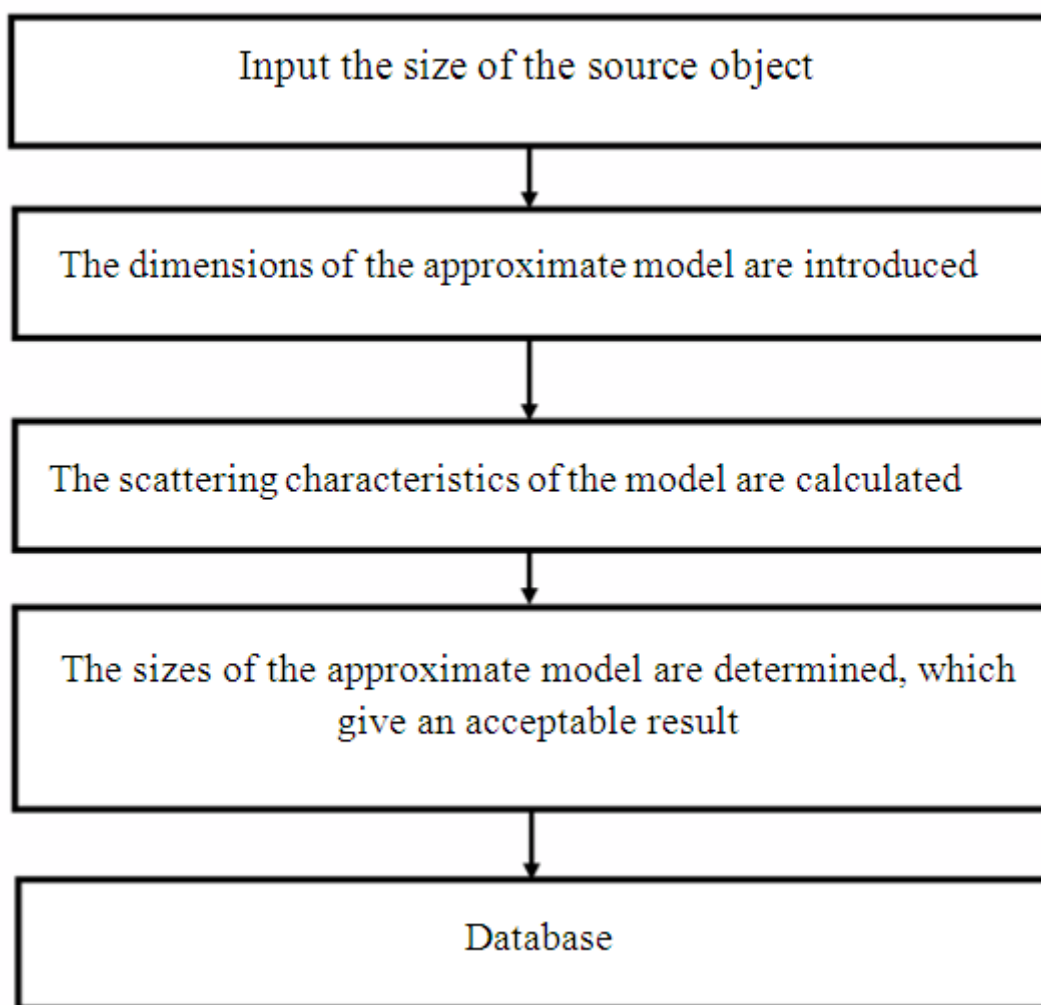 Input the size of the source object
The dimensions of the approximate model are introduced
The scattering characteristics of the model are calculated
The sizes of the approximate model are determined, which
give an acceptable result
Database